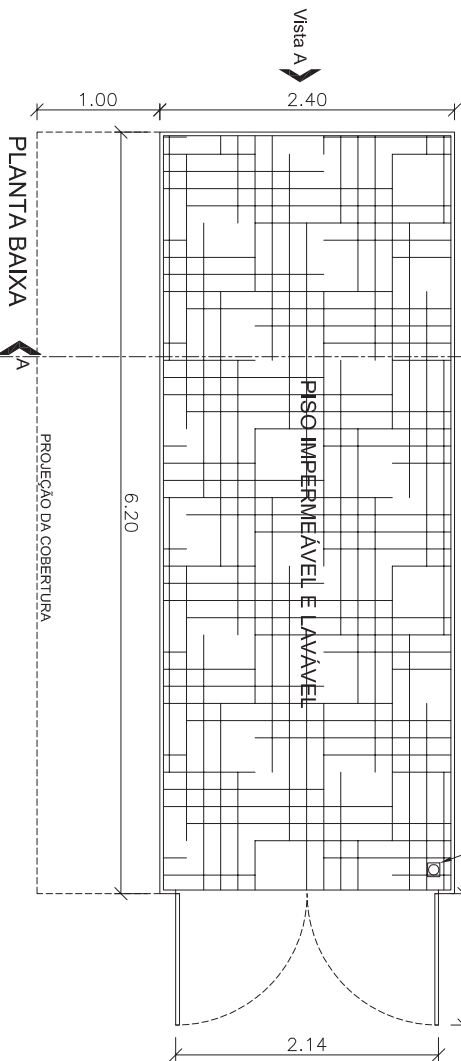 Vista A
1.00
2.40
PLANTA BAIXA
A
PROJEÇÃO DA COBERTURA
6.20
PISO IMPERMEÁVEL E LAVÁVEL
2.14